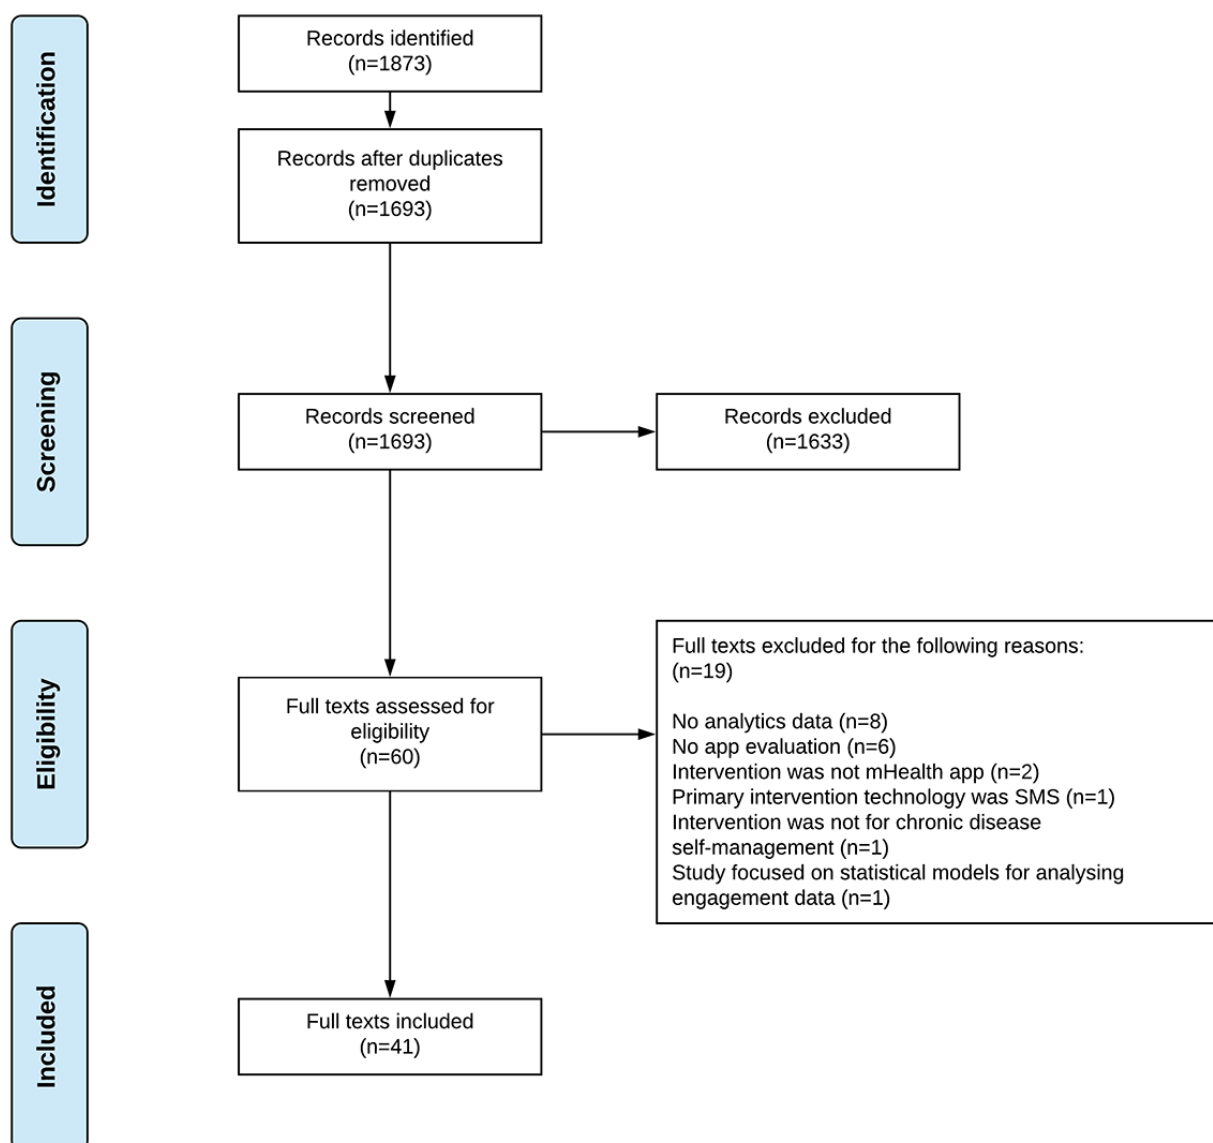 Identification
Records identified
(n=1873)
Records after duplicates
removed
(n=1693)
Screening
Records screened
(n=1693)
Records excluded
(n=1633)
Eligibility
Full texts assessed for
eligibility
(n=60)
Full texts excluded for the following reasons:
(n=19)
No analytics data (n=8)
No app evaluation (n=6)
Intervention was not mHealth app (n=2)
Primary intervention technology was SMS (n=1)
Intervention was not for chronic disease
self-management (n=1)
Study focused on statistical models for analysing
engagement data (n=1)
Included
Full texts included
(n=41)